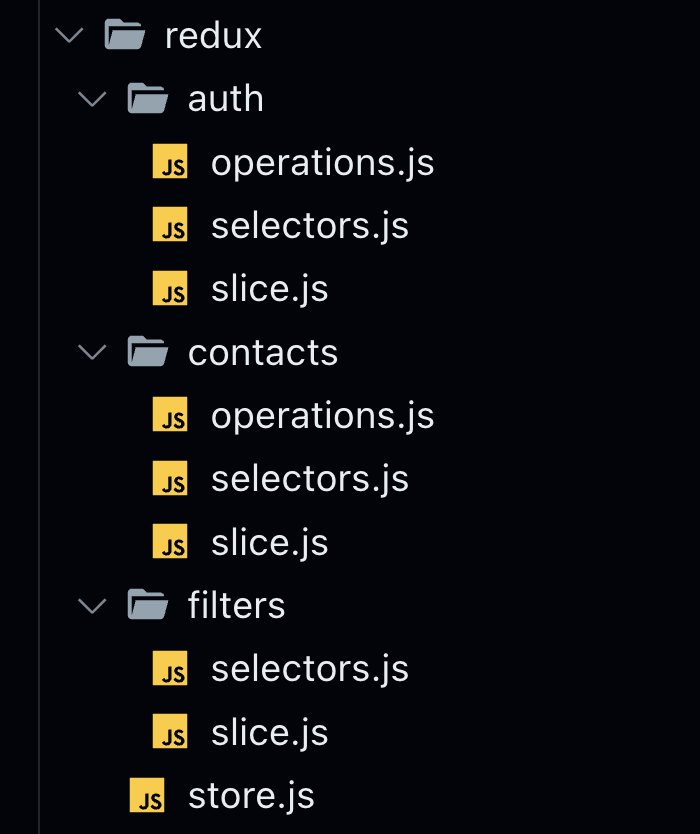 redux
auth
JS operations.js
JS selectors.js
JS slice.js
contacts
JS operations.js
JS selectors.js
JS slice.js
filters
JS selectors.js
JS slice.js
JS store.js